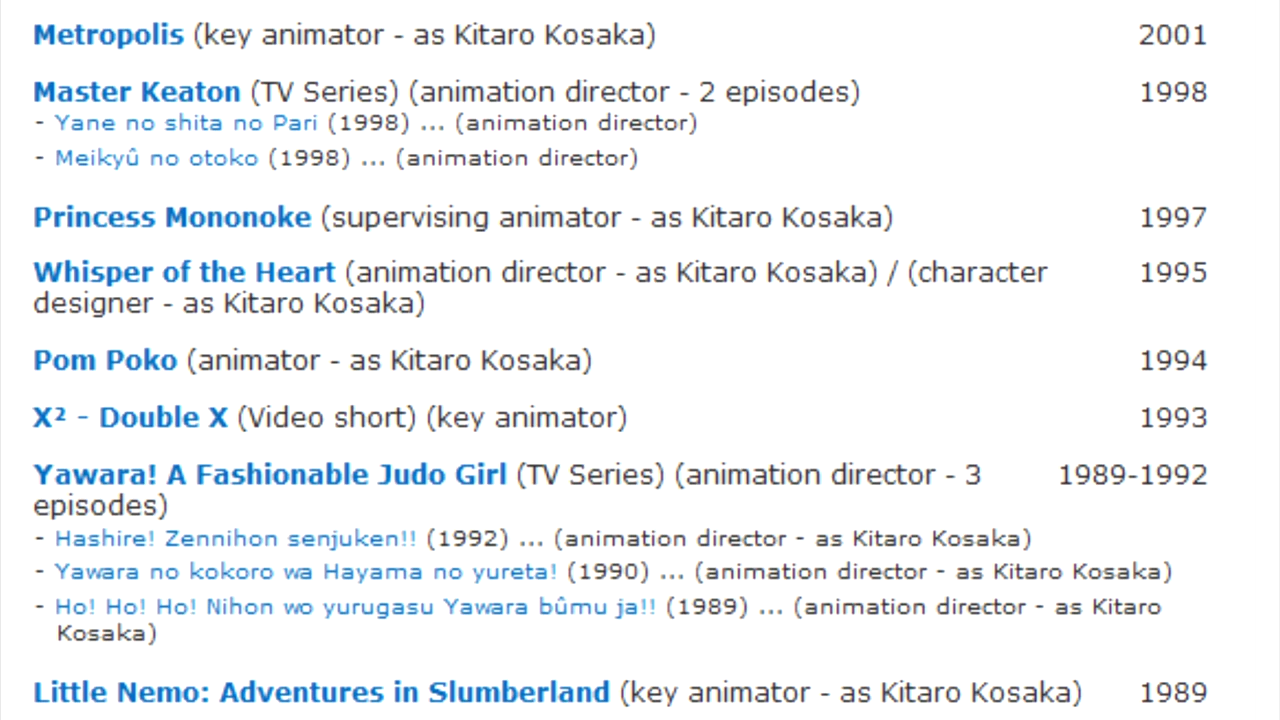 Metropolis (key animator - as Kitaro Kosaka) 2001
Master Keaton (TV Series) (animation director - 2 episodes) 1998
- Yane no shita no Pari (1998) ... (animation director)
- Meikyû no otoko (1998) ... (animation director)
Princess Mononoke (supervising animator - as Kitaro Kosaka) 1997
Whisper of the Heart (animation director - as Kitaro Kosaka) / (character 1995
designer - as Kitaro Kosaka)
Pom Poko (animator - as Kitaro Kosaka) 1994
X² - Double X (Video short) (key animator) 1993
Yawara! A Fashionable Judo Girl (TV Series) (animation director - 3 1989-1992
episodes)
- Hashire! Zennihon senjuken!! (1992) ... (animation director - as Kitaro Kosaka)
- Yawara no kokoro wa Hayama no yureta! (1990) ... (animation director - as Kitaro Kosaka)
- Ho! Ho! Ho! Nihon wo yurugasu Yawara bûmu ja!! (1989) ... (animation director - as Kitaro
Kosaka)
Little Nemo: Adventures in Slumberland (key animator - as Kitaro Kosaka) 1989